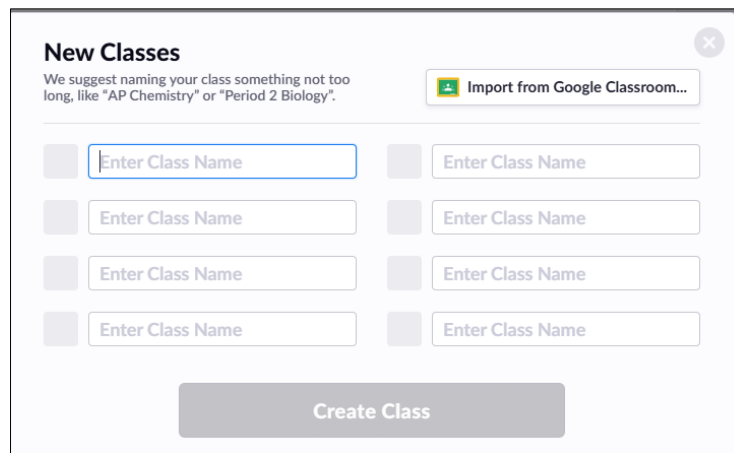 New Classes
We suggest naming your class something not too
long, like “AP Chemistry” or “Period 2 Biology”.
Import from Google Classroom...
Enter Class Name
Enter Class Name
Enter Class Name
Enter Class Name
Enter Class Name
Enter Class Name
Enter Class Name
Enter Class Name
Create Class